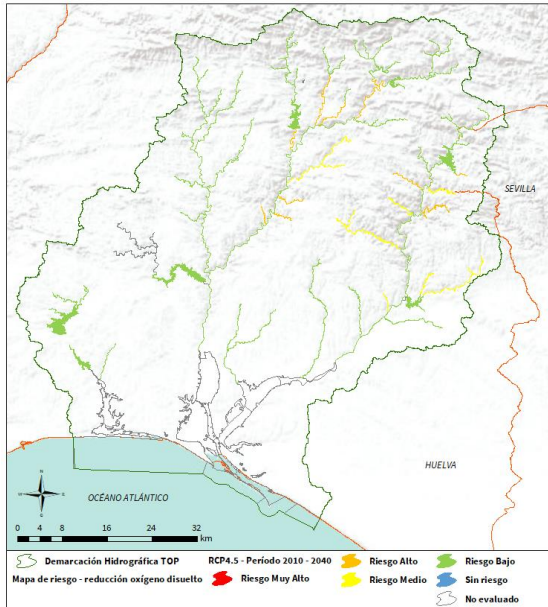 SEVILLA
HUELVA
OCÉANO ATLÁNTICO
N
W
E
S
0 4 8 16 24 32
km
Demarcación Hidrográfica TOP RCP4.5 - Período 2010 - 2040 Riesgo Alto Riesgo Bajo
Mapa de riesgo - reducción oxígeno disuelto Riesgo Muy Alto Riesgo Medio Sin riesgo
No evaluado